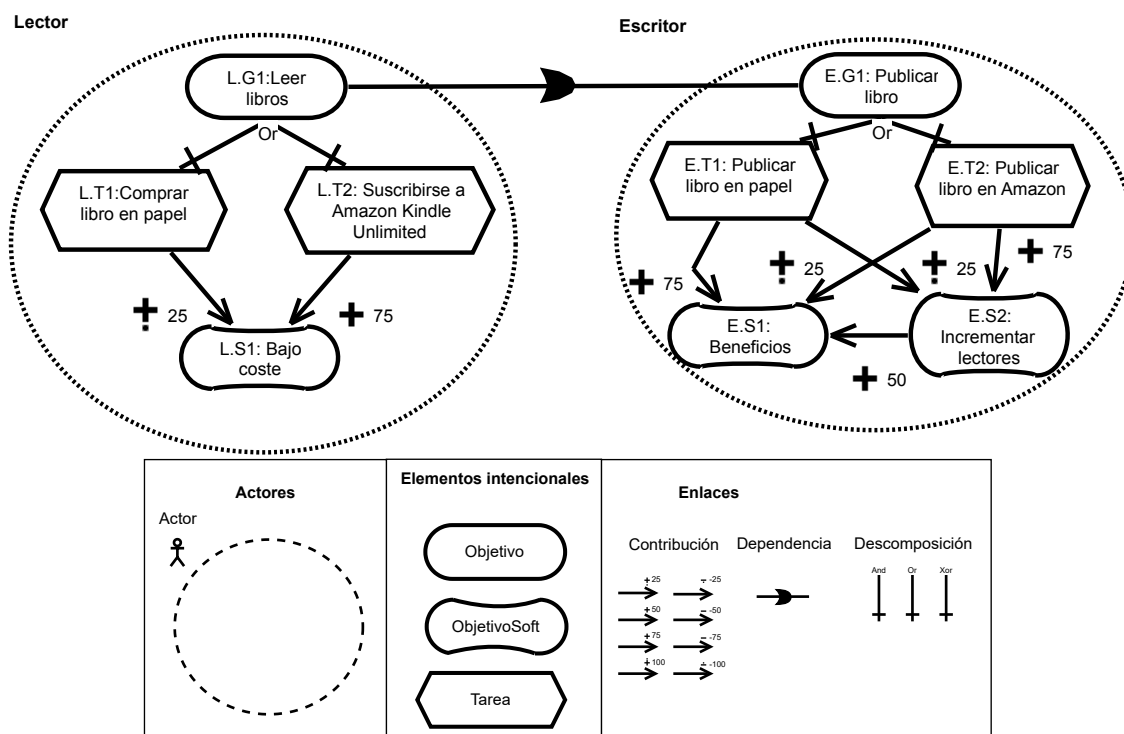 Lector
Escritor
L.G1:Leer
libros
Or
L.T1:Comprar
libro en papel
L.T2: Suscribirse a
Amazon Kindle
Unlimited
25
75
L.S1: Bajo
coste
E.G1: Publicar
libro
Or
E.T1: Publicar
libro en papel
E.T2: Publicar
libro en Amazon
75
25
25
75
E.S1:
Beneficios
E.S2:
Incrementar
lectores
50
Actores
Actor
Elementos intencionales
Objetivo
ObjetivoSoft
Tarea
Enlaces
Contribución
Dependencia
Descomposición
+25
-25
+50
-50
+75
-75
+100
-100
And
Or
Xor